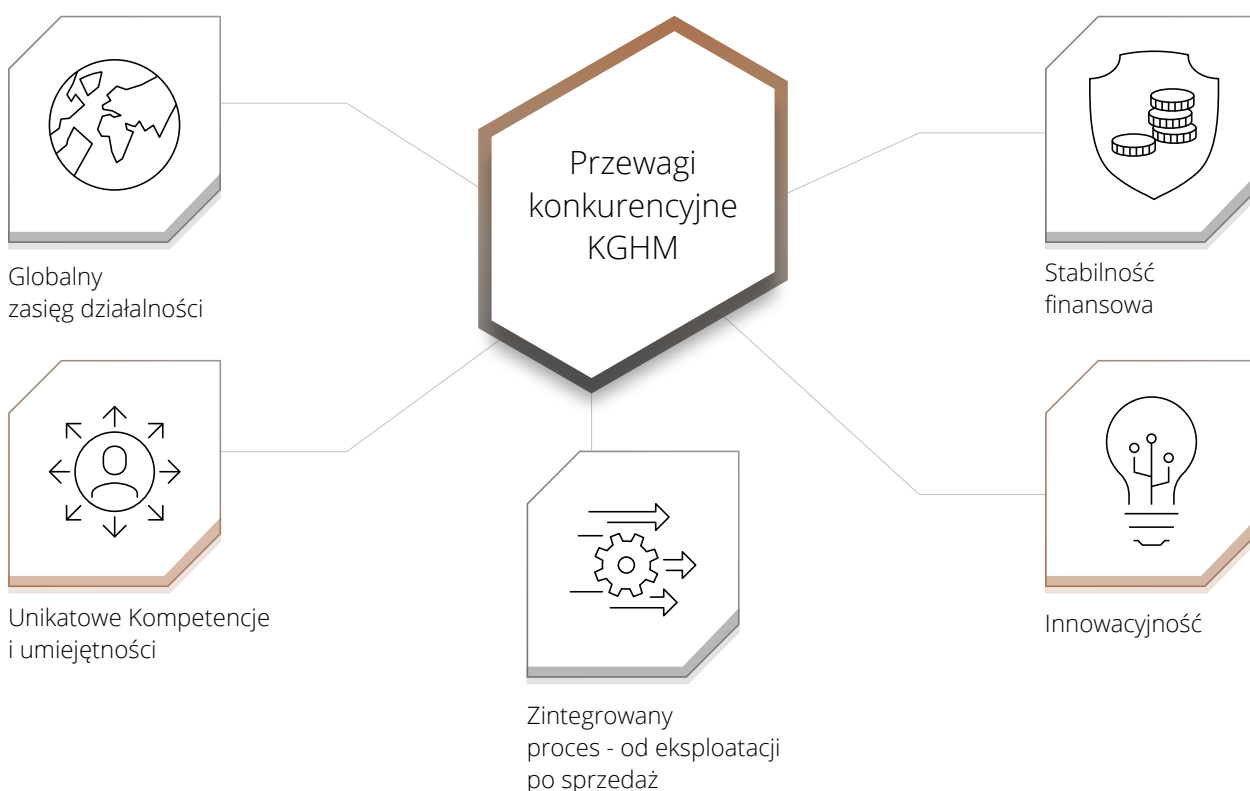 Przewagi
konkurencyjne
KGHM
Globalny
zasięg działalności
Stabilność
finansowa
Unikatowe Kompetencje
i umiejętności
Innowacyjność
Zintegrowany
proces - od eksploatacji
po sprzedaż